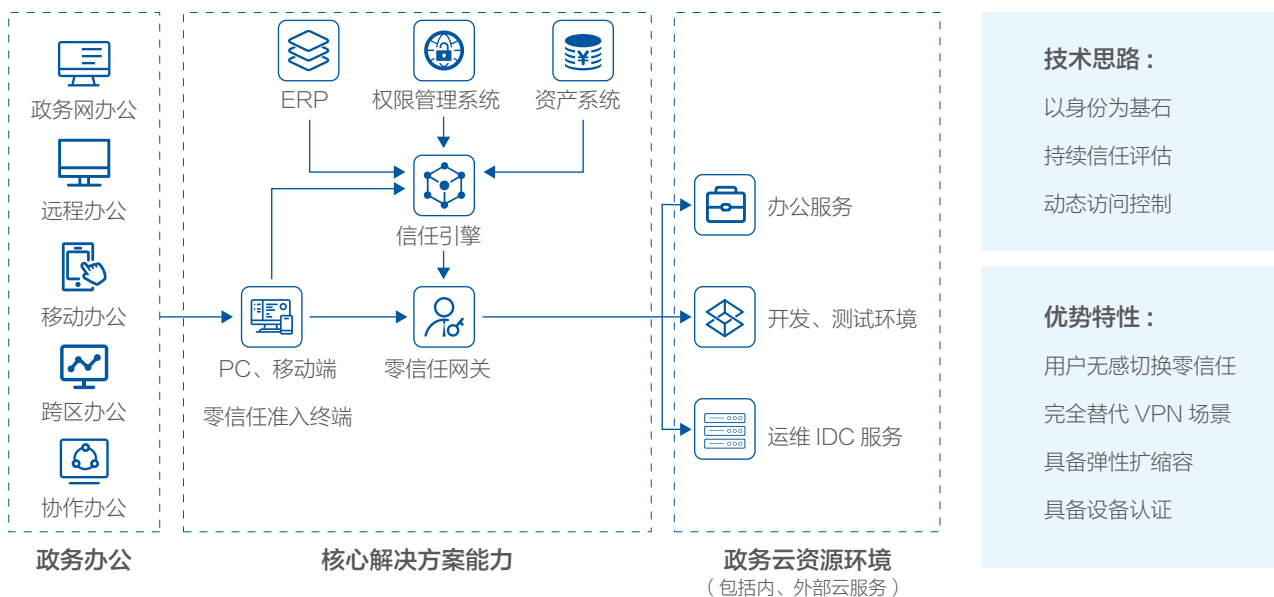 政务网办公
远程办公
移动办公
跨区办公
协作办公
政务办公
ERP
权限管理系统
资产系统
信任引擎
PC、移动端
零信任准入终端
零信任网关
核心解决方案能力
办公服务
开发、测试环境
运维 IDC 服务
政务云资源环境
（包括内、外部云服务）
技术思路：
以身份为基石
持续信任评估
动态访问控制
优势特性：
用户无感切换零信任
完全替代 VPN 场景
具备弹性扩缩容
具备设备认证